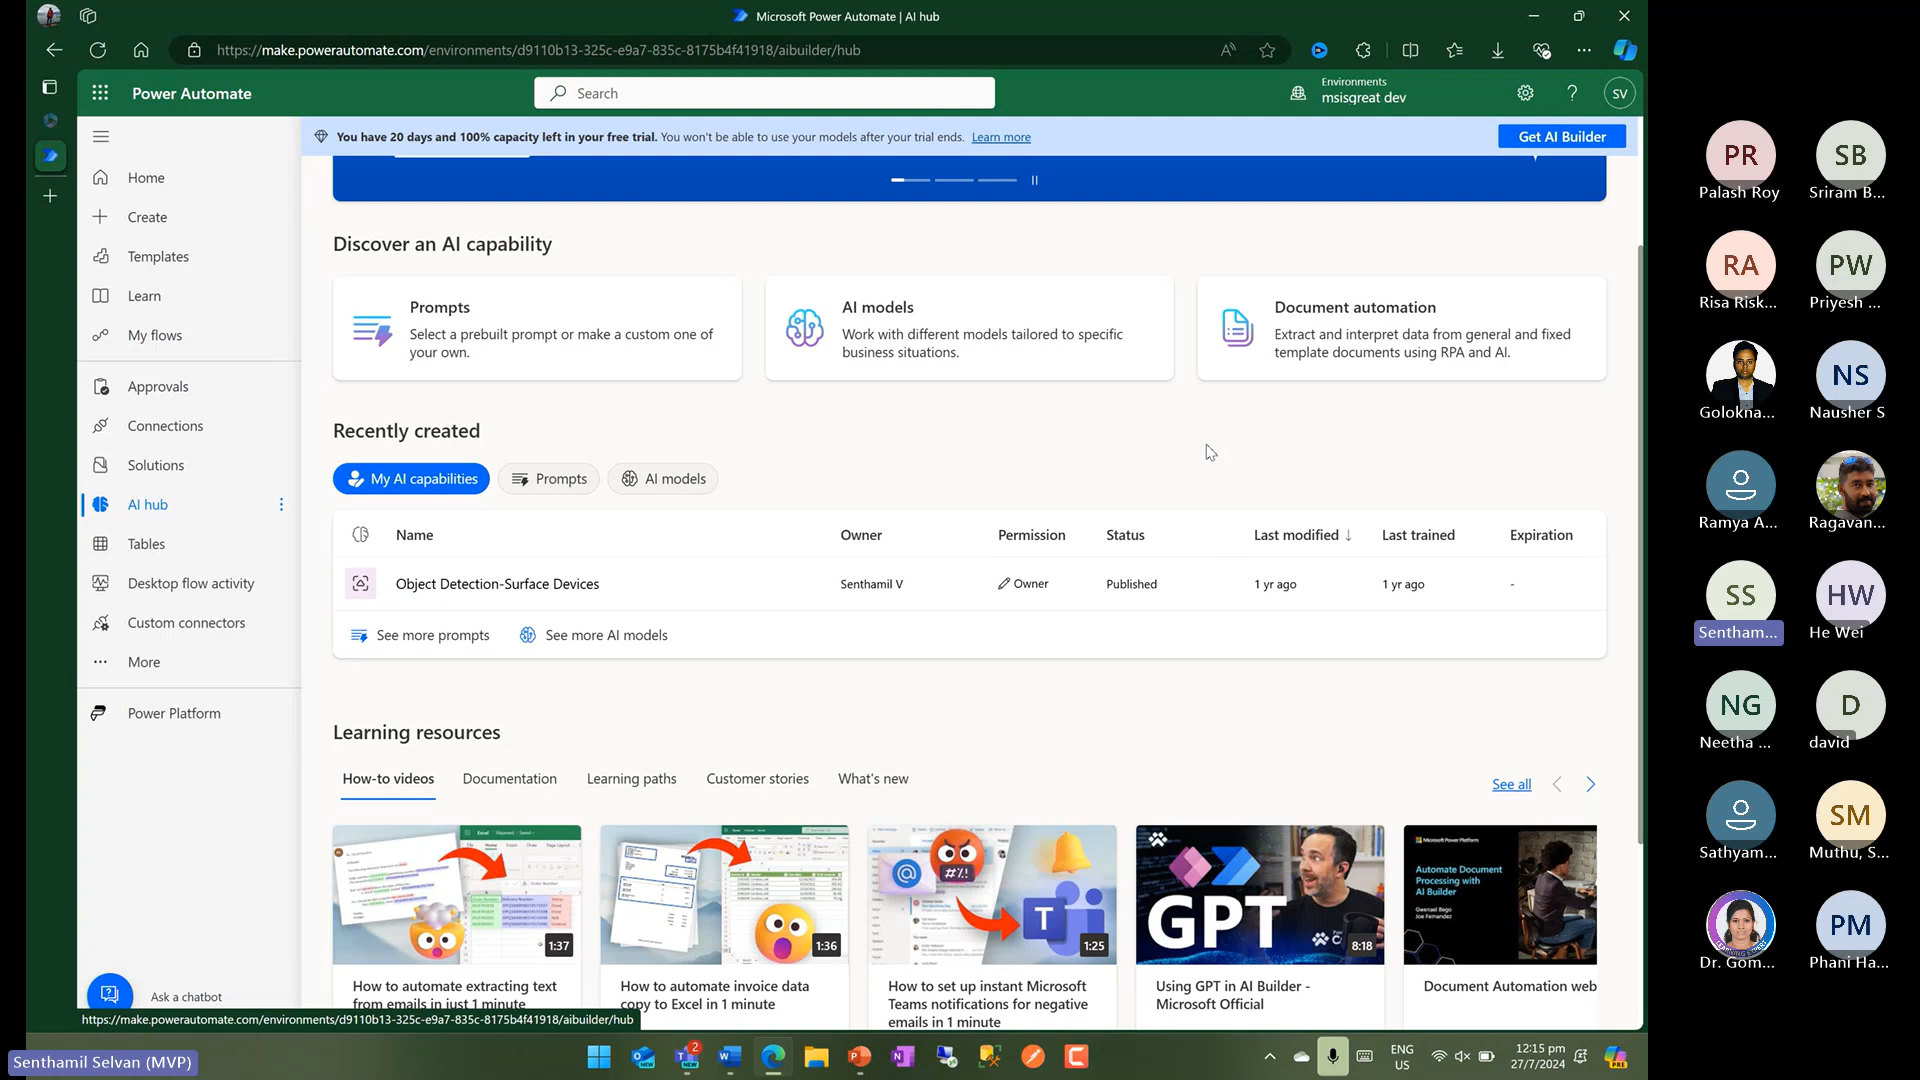 Microsoft Power Automate | AI hub
https://make.powerautomate.com/environments/d9110b13-325c-e9a7-835c-8175b4f41918/aibuilder/hub
Power Automate
Search
Environments
msisgreat dev
SV
You have 20 days and 100% capacity left in your free trial. You won't be able to use your models after your trial ends. Learn more
Get AI Builder
Home
Create
Templates
Learn
My flows
Approvals
Connections
Solutions
AI hub
Tables
Desktop flow activity
Custom connectors
More
Power Platform
Ask a chatbot
Discover an AI capability
Prompts
Select a prebuilt prompt or make a custom one of
your own.
AI models
Work with different models tailored to specific
business situations.
Document automation
Extract and interpret data from general and fixed
template documents using RPA and AI.
Recently created
My AI capabilities
Prompts
AI models
Name Owner Permission Status Last modified ↓ Last trained Expiration
Object Detection-Surface Devices Senthamil V Owner Published 1 yr ago 1 yr ago -
See more prompts
See more AI models
Learning resources
How-to videos
Documentation
Learning paths
Customer stories
What's new
See all
1:37
How to automate extracting text
from emails in just 1 minute
1:36
How to automate invoice data
copy to Excel in 1 minute
#%!
T
1:25
How to set up instant Microsoft
Teams notifications for negative
emails in 1 minute
GPT
8:18
Using GPT in AI Builder -
Microsoft Official
Microsoft Power Platform
Automate Document
Processing with
AI Builder
Gwenael Bego
Joe Fernandez
Document Automation web
https://make.powerautomate.com/environments/d9110b13-325c-e9a7-835c-8175b4f41918/aibuilder/hub
Senthamil Selvan (MVP)
NEW
2
NEW
ENG
US
12:15 pm
27/7/2024
PRE
PR
Palash Roy
SB
Sriram B...
RA
Risa Risk...
PW
Priyesh ...
Golokna...
NS
Nausher S
Ramya A...
Ragavan...
SS
Sentham...
HW
He Wei
NG
Neetha ...
D
david
Sathyam...
SM
Muthu, S...
Dr. Gom...
PM
Phani Ha...